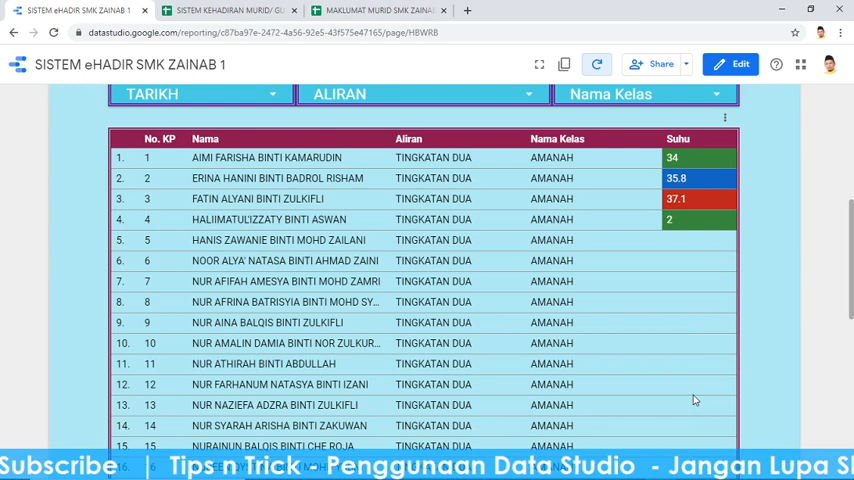 SISTEM eHADIR SMK ZAINAB 1
SISTEM KEHADIRAN MURID/ GU
MAKLUMAT MURID SMK ZAINA
datastudio.google.com/reporting/c87ba97e-2472-4a56-92e5-43f575e47165/page/H8WRB
SISTEM eHADIR SMK ZAINAB 1
Share
Edit
TARIKH
ALIRAN
Nama Kelas
No. KP Nama Aliran Nama Kelas Suhu
1. 1 AIMI FARISHA BINTI KAMARUDIN TINGKATAN DUA AMANAH 34
2. 2 ERINA HANINI BINTI BADROL RISHAM TINGKATAN DUA AMANAH 35.8
3. 3 FATIN ALYANI BINTI ZULKIFLI TINGKATAN DUA AMANAH 37.1
4. 4 HALIIMATUL'IZZATY BINTI ASWAN TINGKATAN DUA AMANAH 2
5. 5 HANIS ZAWANIE BINTI MOHD ZAILANI TINGKATAN DUA AMANAH
6. 6 NOOR ALYA' NATASA BINTI AHMAD ZAINI TINGKATAN DUA AMANAH
7. 7 NUR AFIFAH AMESYA BINTI MOHD ZAMRI TINGKATAN DUA AMANAH
8. 8 NUR AFRINA BATRISYIA BINTI MOHD SY... TINGKATAN DUA AMANAH
9. 9 NUR AINA BALQIS BINTI ZULKIFLI TINGKATAN DUA AMANAH
10. 10 NUR AMALIN DAMIA BINTI NOR ZULKUR... TINGKATAN DUA AMANAH
11. 11 NUR ATHIRAH BINTI ABDULLAH TINGKATAN DUA AMANAH
12. 12 NUR FARHANUM NATASYA BINTI IZANI TINGKATAN DUA AMANAH
13. 13 NUR NAZIEFA ADZRA BINTI ZULKIFLI TINGKATAN DUA AMANAH
14. 14 NUR SYARAH ARISHA BINTI ZAKUWAN TINGKATAN DUA AMANAH
15. 15 NURAINUN BALQIS BINTI CHE ROJA TINGKATAN DUA AMANAH
Subscribe | Tips n Trick - Penggunaan Data Studio - Jangan Lupa S